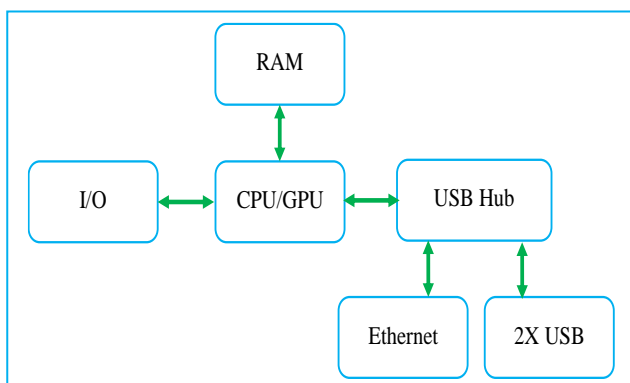 RAM
I/O
CPU/GPU
USB Hub
Ethernet
2X USB